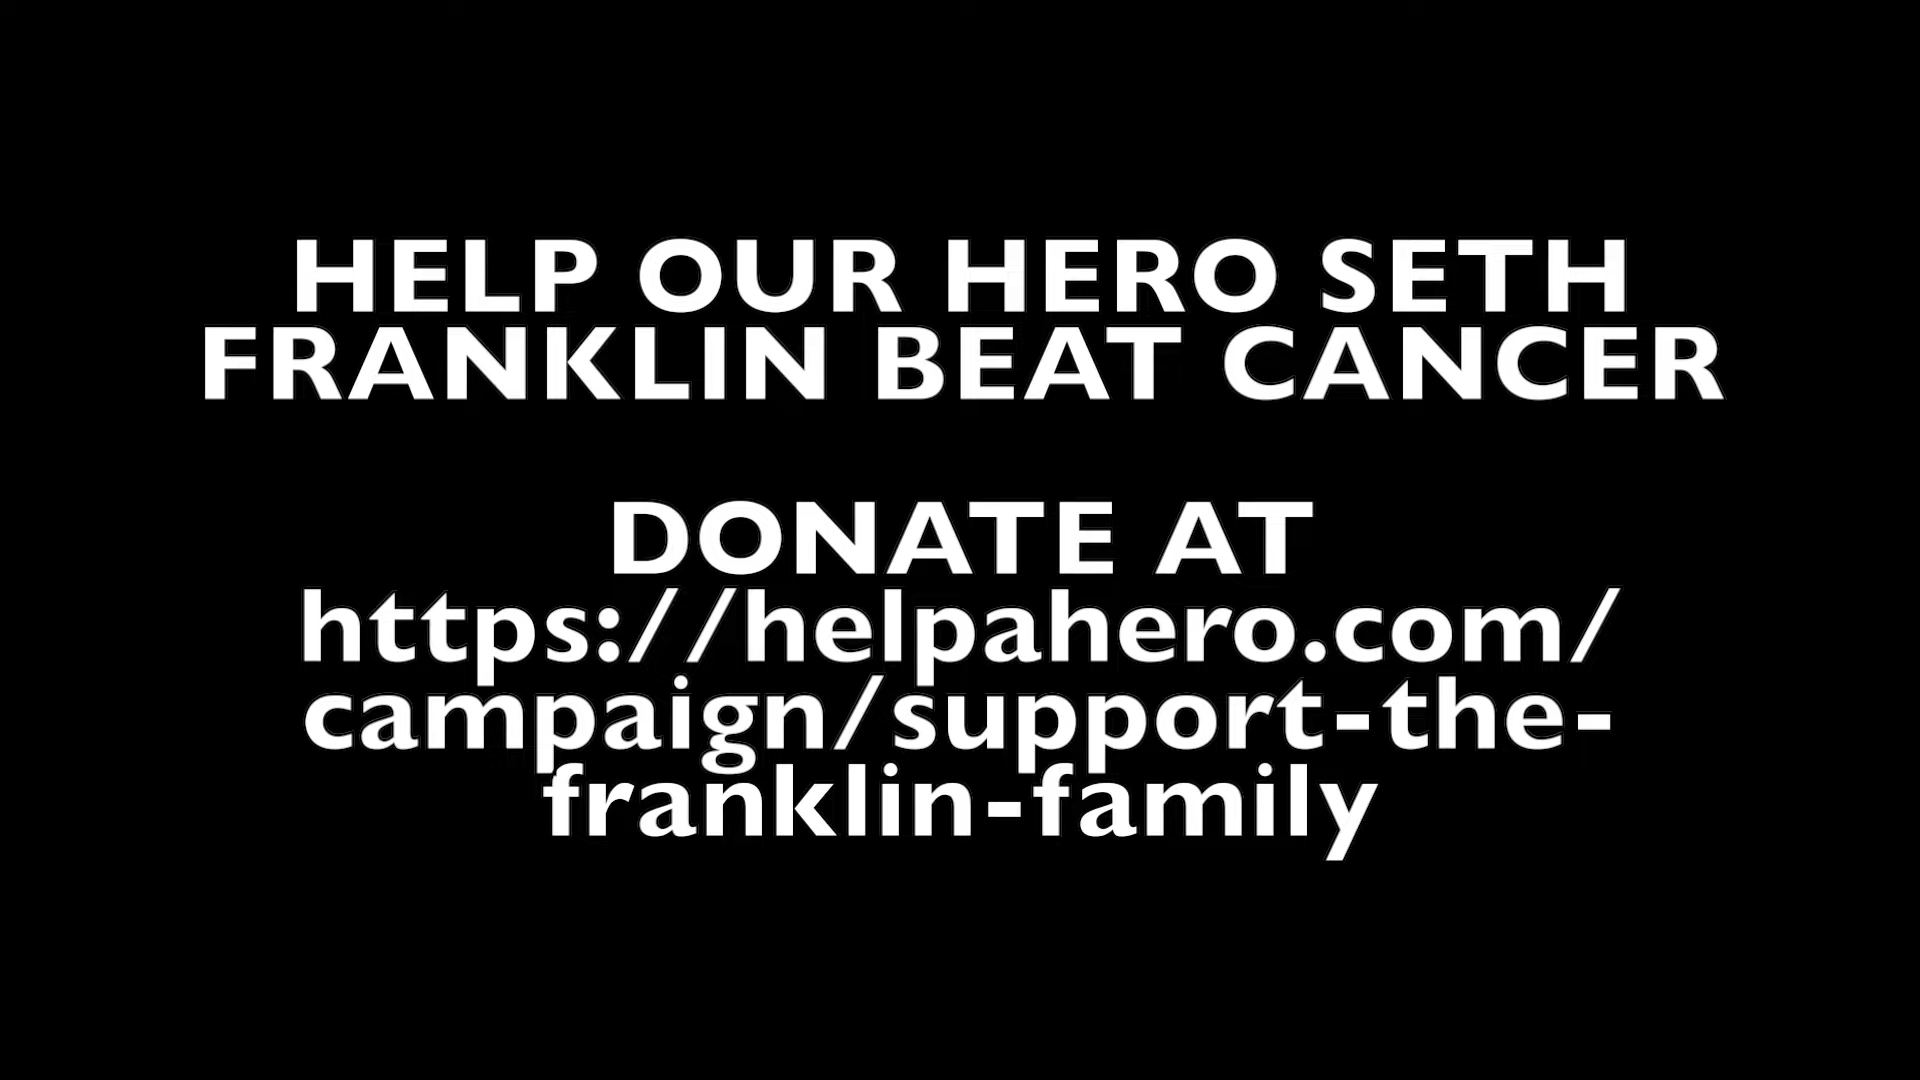 HELP OUR HERO SETH
FRANKLIN BEAT CANCER
DONATE AT
https://helpahero.com/
campaign/support-the-
franklin-family